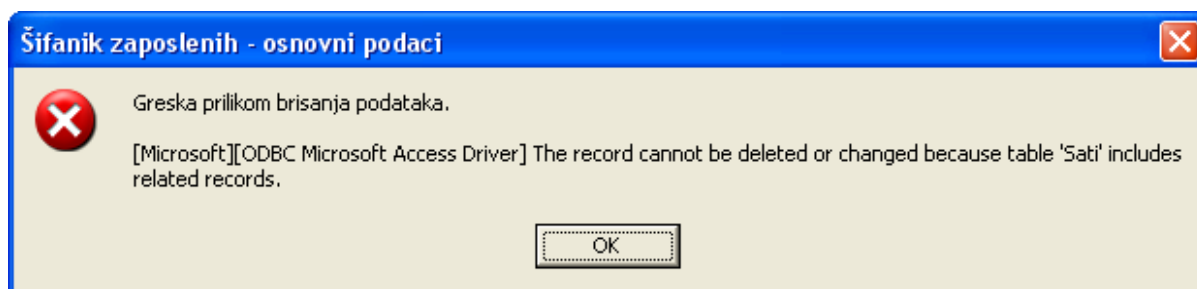 Šifanik zaposlenih - osnovni podaci
Greska prilikom brisanja podataka.
[Microsoft][ODBC Microsoft Access Driver] The record cannot be deleted or changed because table 'Sati' includes
related records.
OK